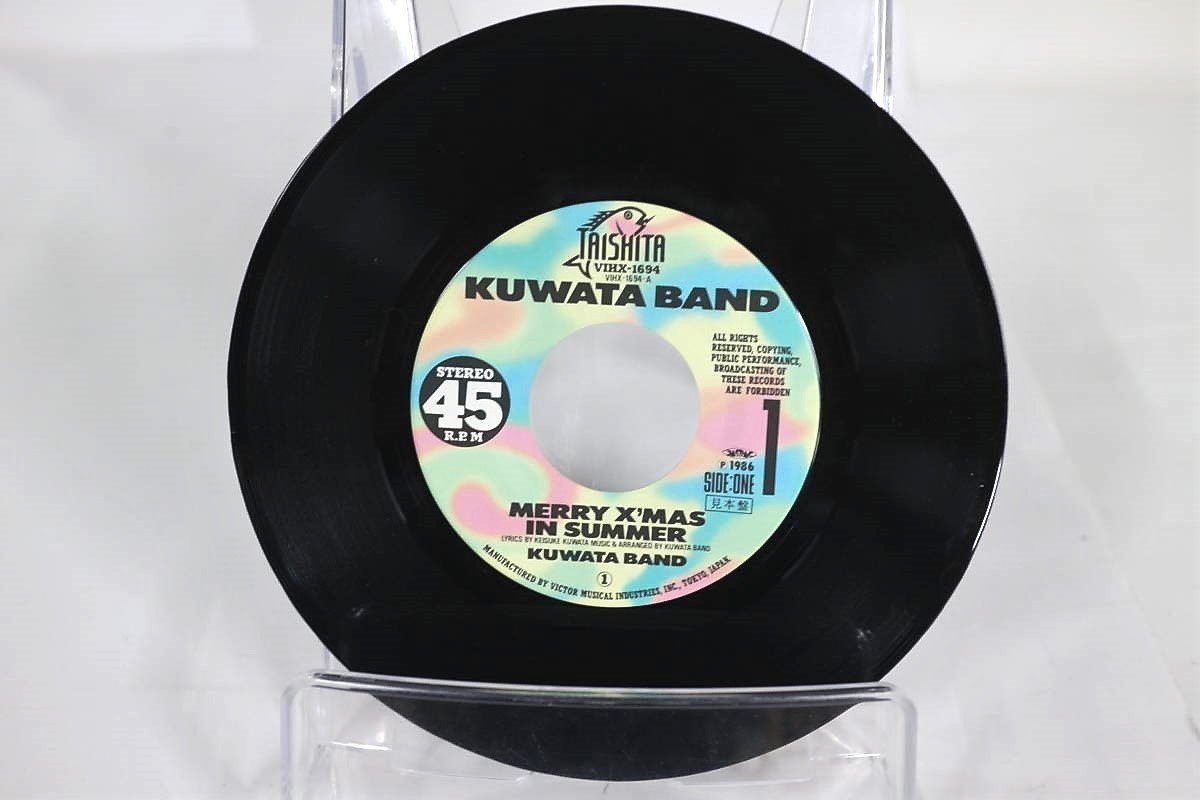 TAISHITA
VIHX-1694
VIHX-1694-A
KUWATA BAND
STEREO
45
R.P.M
ALL RIGHTS
RESERVED, COPYING,
PUBLIC PERFORMANCE,
BROADCASTING OF
THESE RECORDS
ARE FORBIDDEN
1
P 1986
SIDE:ONE
見本盤
MERRY X'MAS
IN SUMMER
LYRICS BY KEISUKE KUWATA MUSIC & ARRANGED BY KUWATA BAND
KUWATA BAND
①
MANUFACTURED BY VICTOR MUSICAL INDUSTRIES, INC., TOKYO, JAPAN.